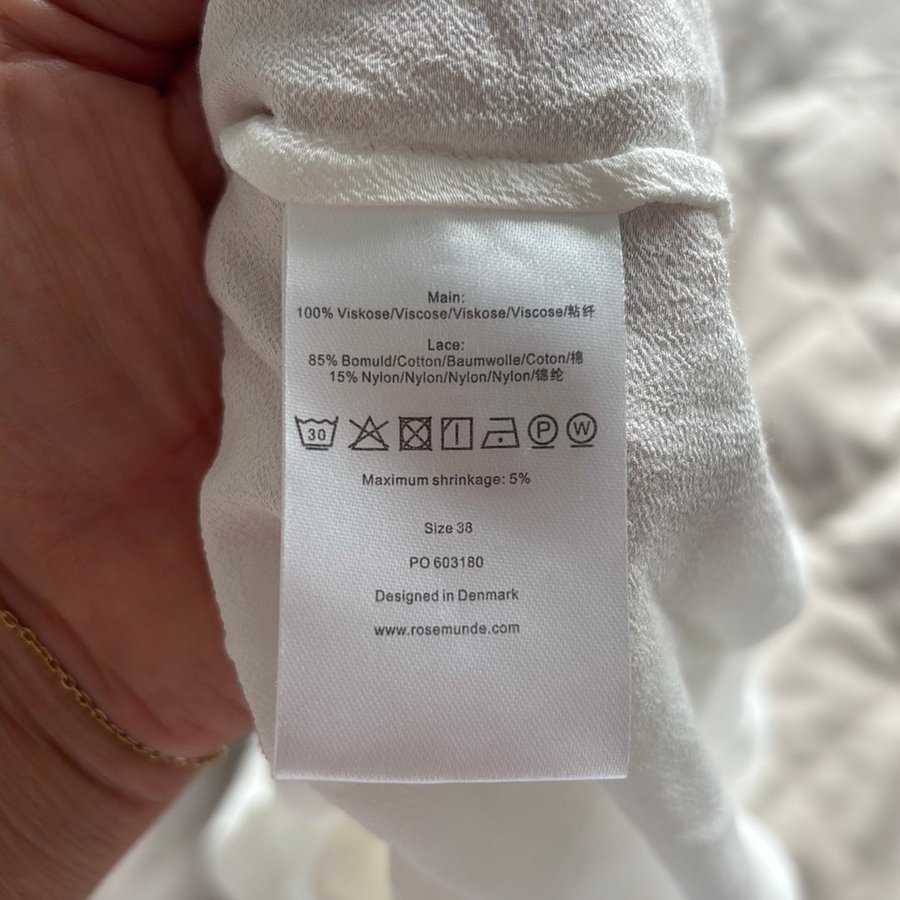 Main:
100% Viskose/Viscose/Viskose/Viscose/粘纤
Lace:
85% Bomuld/Cotton/Baumwolle/Coton/棉
15% Nylon/Nylon/Nylon/Nylon/锦纶
30
P W
Maximum shrinkage: 5%
Size 38
PO 603180
Designed in Denmark
www.rosemunde.com